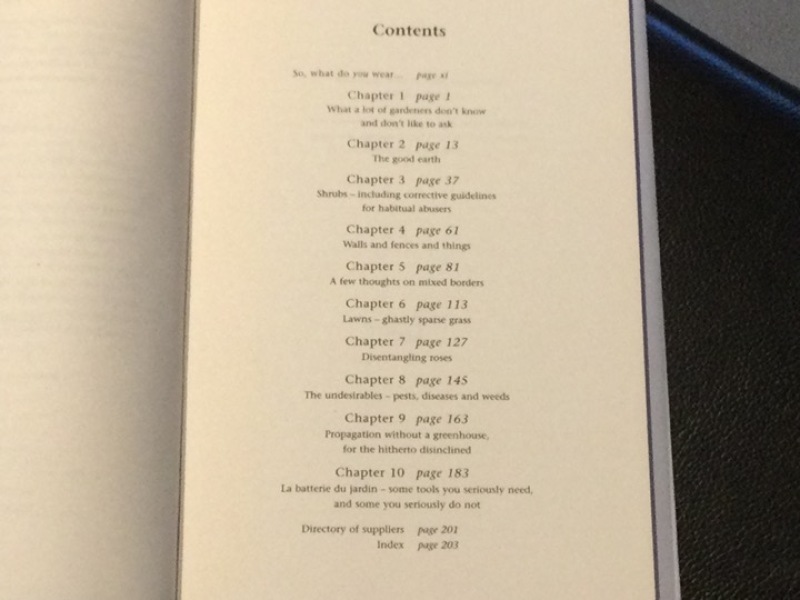 Contents
So, what do you wear... page xi
Chapter 1 page 1
What a lot of gardeners don't know
and don't like to ask
Chapter 2 page 13
The good earth
Chapter 3 page 37
Shrubs – including corrective guidelines
for habitual abusers
Chapter 4 page 61
Walls and fences and things
Chapter 5 page 81
A few thoughts on mixed borders
Chapter 6 page 113
Lawns – ghastly sparse grass
Chapter 7 page 127
Disentangling roses
Chapter 8 page 145
The undesirables – pests, diseases and weeds
Chapter 9 page 163
Propagation without a greenhouse,
for the hitherto disinclined
Chapter 10 page 183
La batterie du jardin – some tools you seriously need,
and some you seriously do not
Directory of suppliers page 201
Index page 203